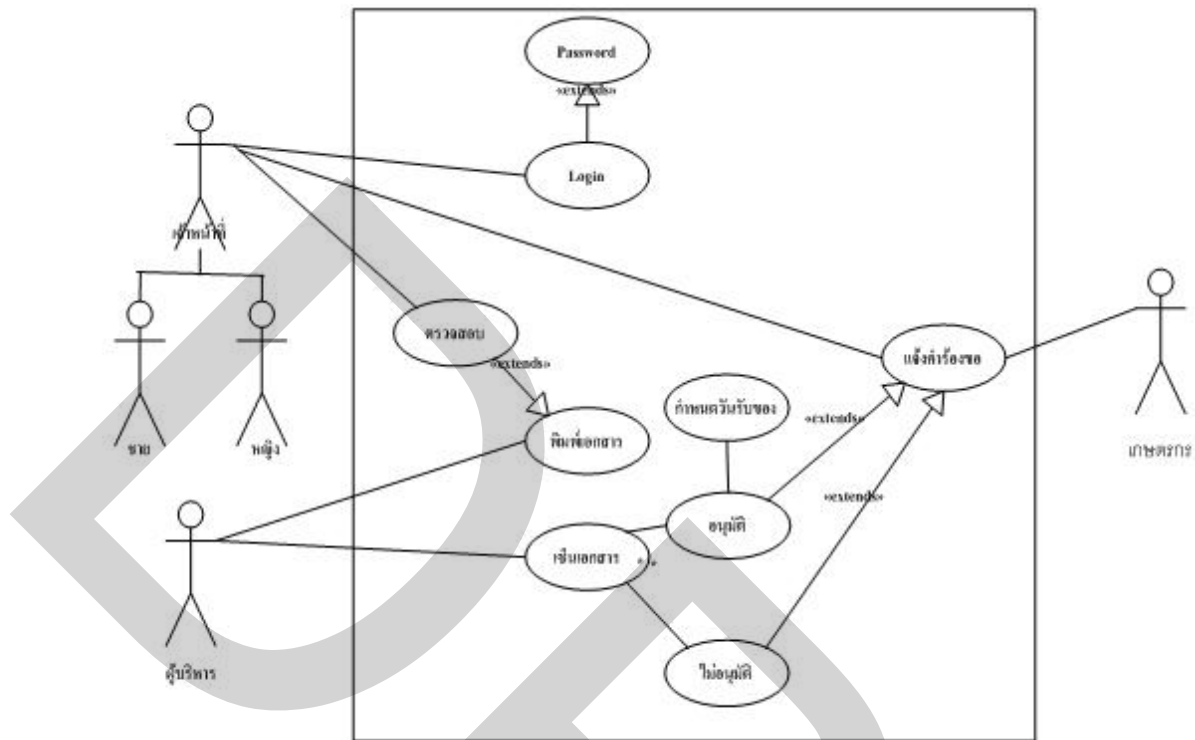 Password
«extends»
Login
เจ้าหน้าที่
ชาย
หญิง
ตรวจสอบ
«extends»
แจ้งคำร้องขอ
กำหนดวันรับของ
«extends»
พิมพ์เอกสาร
เกษตรกร
«extends»
อนุมัติ
เซ็นเอกสาร
ไม่อนุมัติ
ผู้บริหาร